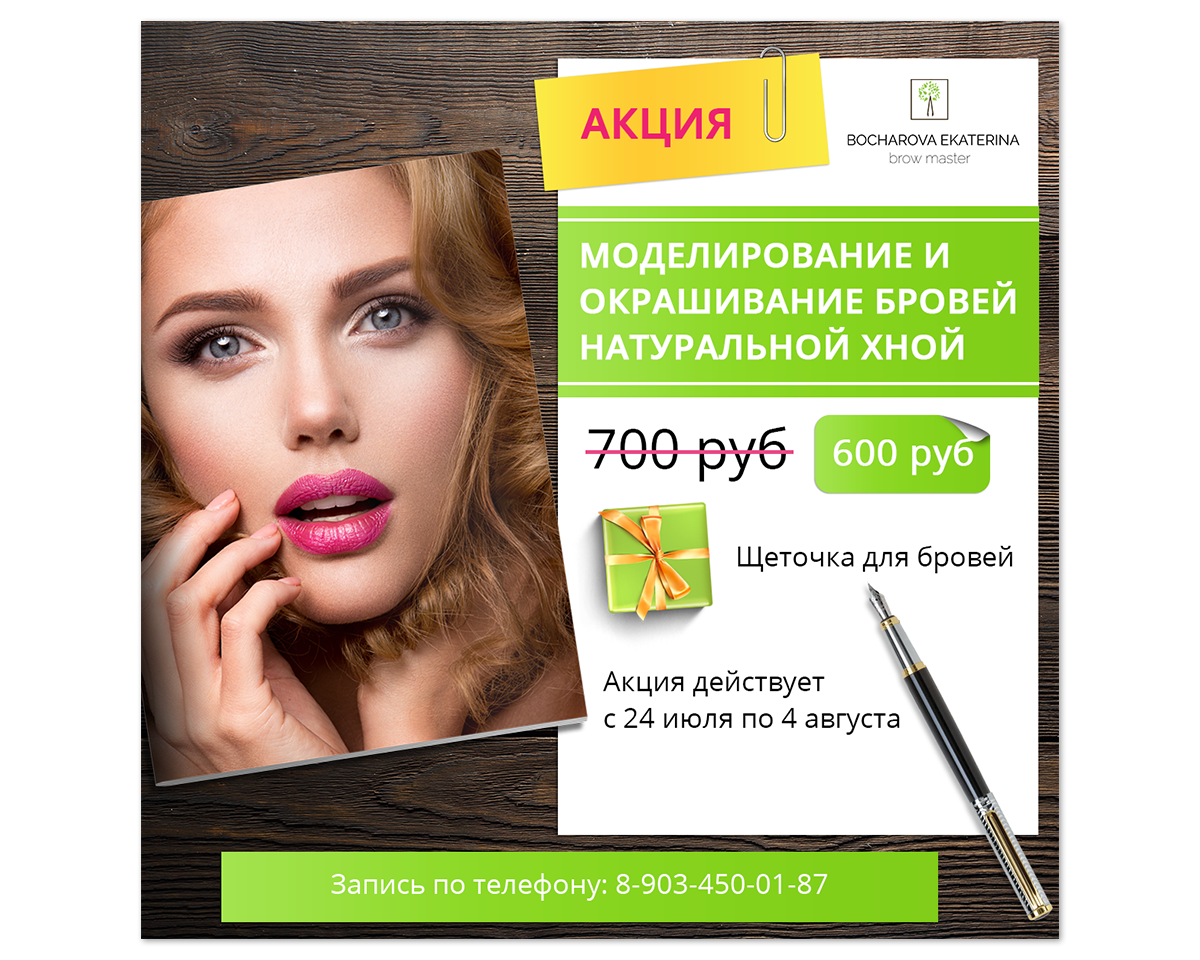 АКЦИЯ
BOCHAROVA EKATERINA
brow master
МОДЕЛИРОВАНИЕ И
ОКРАШИВАНИЕ БРОВЕЙ
НАТУРАЛЬНОЙ ХНОЙ
700 руб
600 руб
Щеточка для бровей
Акция действует
с 24 июля по 4 августа
Запись по телефону: 8-903-450-01-87